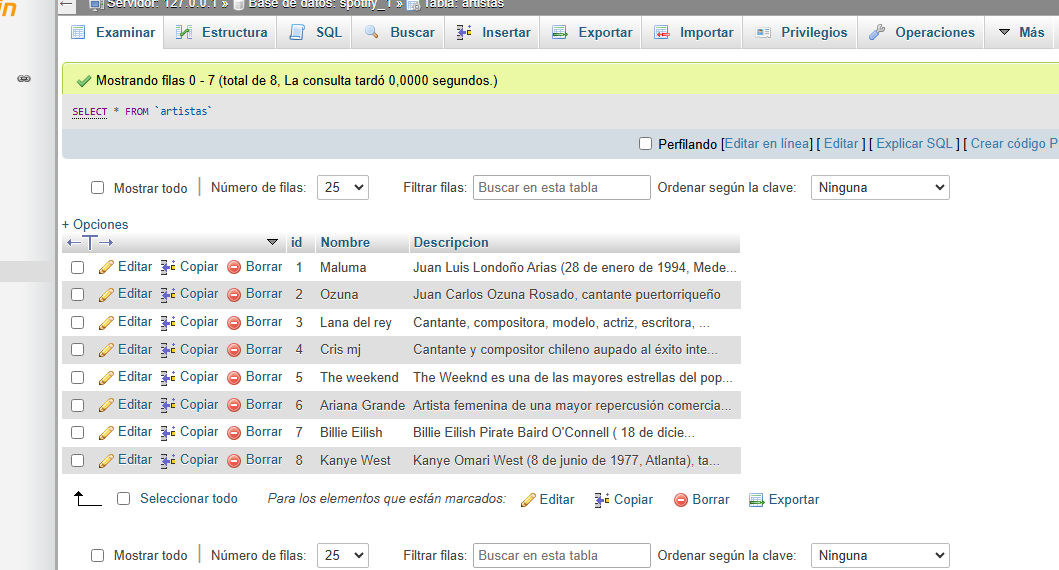 in
Servidor: 127.0.0.1 » Base de datos: spotify_1 » Tabla: artistas
Examinar Estructura SQL Buscar Insertar Exportar Importar Privilegios Operaciones Más
Mostrando filas 0 - 7 (total de 8, La consulta tardó 0,0000 segundos.)
SELECT * FROM `artistas`
Perfilando [Editar en línea] [ Editar ] [ Explicar SQL ] [ Crear código P
Mostrar todo Número de filas: 25 Filtrar filas: Buscar en esta tabla Ordenar según la clave: Ninguna
+ Opciones
←T→ id Nombre Descripcion
Editar Copiar Borrar 1 Maluma Juan Luis Londoño Arias (28 de enero de 1994, Mede...
Editar Copiar Borrar 2 Ozuna Juan Carlos Ozuna Rosado, cantante puertorriqueño
Editar Copiar Borrar 3 Lana del rey Cantante, compositora, modelo, actriz, escritora, ...
Editar Copiar Borrar 4 Cris mj Cantante y compositor chileno aupado al éxito inte...
Editar Copiar Borrar 5 The weekend The Weeknd es una de las mayores estrellas del pop...
Editar Copiar Borrar 6 Ariana Grande Artista femenina de una mayor repercusión comercia...
Editar Copiar Borrar 7 Billie Eilish Billie Eilish Pirate Baird O'Connell ( 18 de dicie...
Editar Copiar Borrar 8 Kanye West Kanye Omari West (8 de junio de 1977, Atlanta), ta...
Seleccionar todo Para los elementos que están marcados: Editar Copiar Borrar Exportar
Mostrar todo Número de filas: 25 Filtrar filas: Buscar en esta tabla Ordenar según la clave: Ninguna